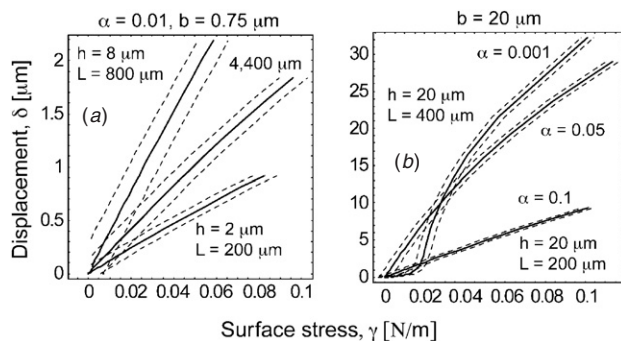 α = 0.01, b = 0.75 μm
b = 20 μm
Displacement, δ [μm]
2
1.5
1
0.5
0
h = 8 μm
L = 800 μm
4,400 μm
(a)
h = 2 μm
L = 200 μm
0 0.02 0.04 0.06 0.08 0.1
30
25
20
15
10
5
0
α = 0.001
h = 20 μm
L = 400 μm
α = 0.05
(b)
α = 0.1
h = 20 μm
L = 200 μm
0 0.02 0.04 0.06 0.08 0.1
Surface stress, γ [N/m]